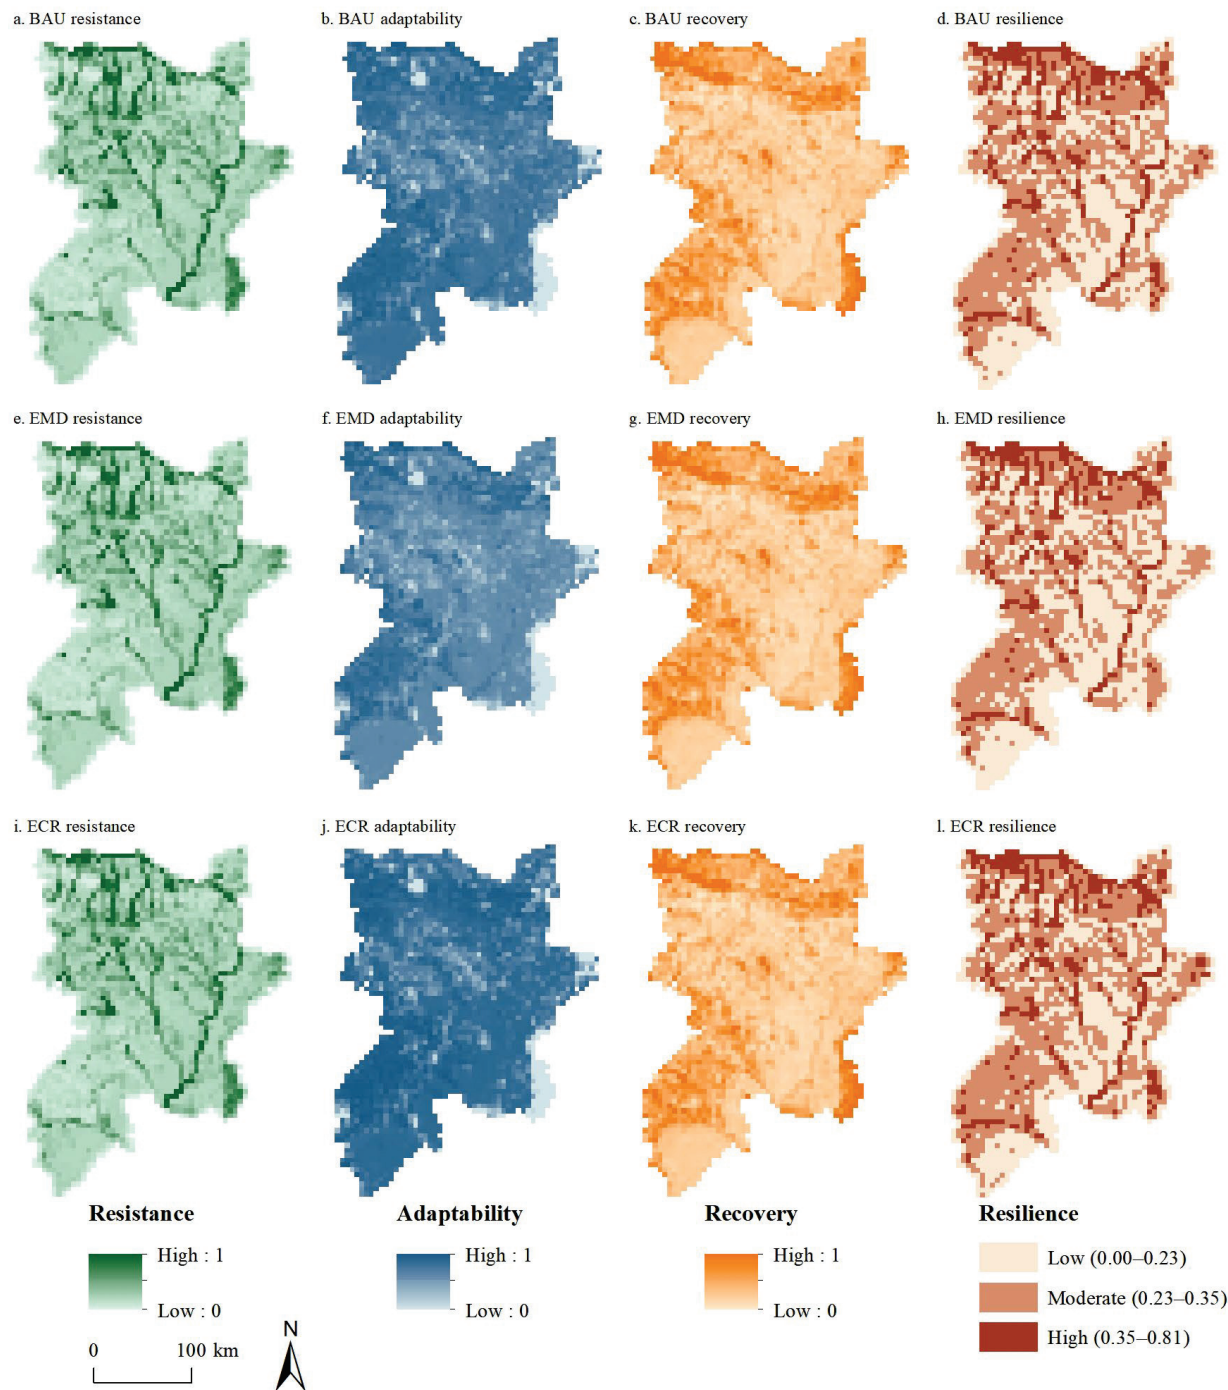 a. BAU resistance
b. BAU adaptability
c. BAU recovery
d. BAU resilience
e. EMD resistance
f. EMD adaptability
g. EMD recovery
h. EMD resilience
i. ECR resistance
j. ECR adaptability
k. ECR recovery
l. ECR resilience
Resistance
High : 1
Low : 0
Adaptability
High : 1
Low : 0
Recovery
High : 1
Low : 0
Resilience
Low (0.00–0.23)
Moderate (0.23–0.35)
High (0.35–0.81)
0 100 km
N